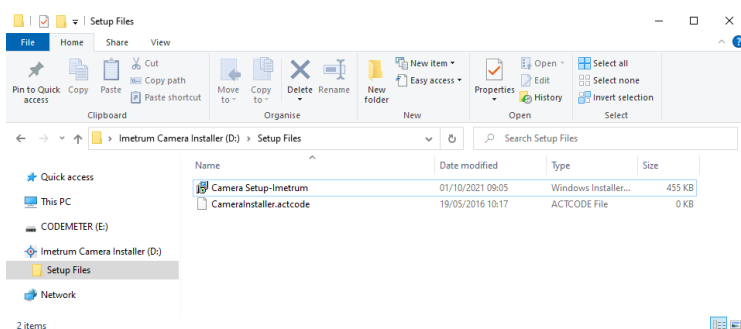 Setup Files
File Home Share View
Pin to Quick access
Copy
Paste
Cut
Copy path
Paste shortcut
Clipboard
Move to
Copy to
Delete
Rename
Organise
New folder
New item
Easy access
New
Properties
Open
Edit
History
Open
Select all
Select none
Invert selection
Select
Imetrum Camera Installer (D:) > Setup Files
Search Setup Files
Name Date modified Type Size
Camera Setup-Imetrum 01/10/2021 09:05 Windows Installer... 455 KB
CameraInstaller.actcode 19/05/2016 10:17 ACTCODE File 0 KB
Quick access
This PC
CODEMETER (E:)
Imetrum Camera Installer (D:)
Setup Files
Network
2 items